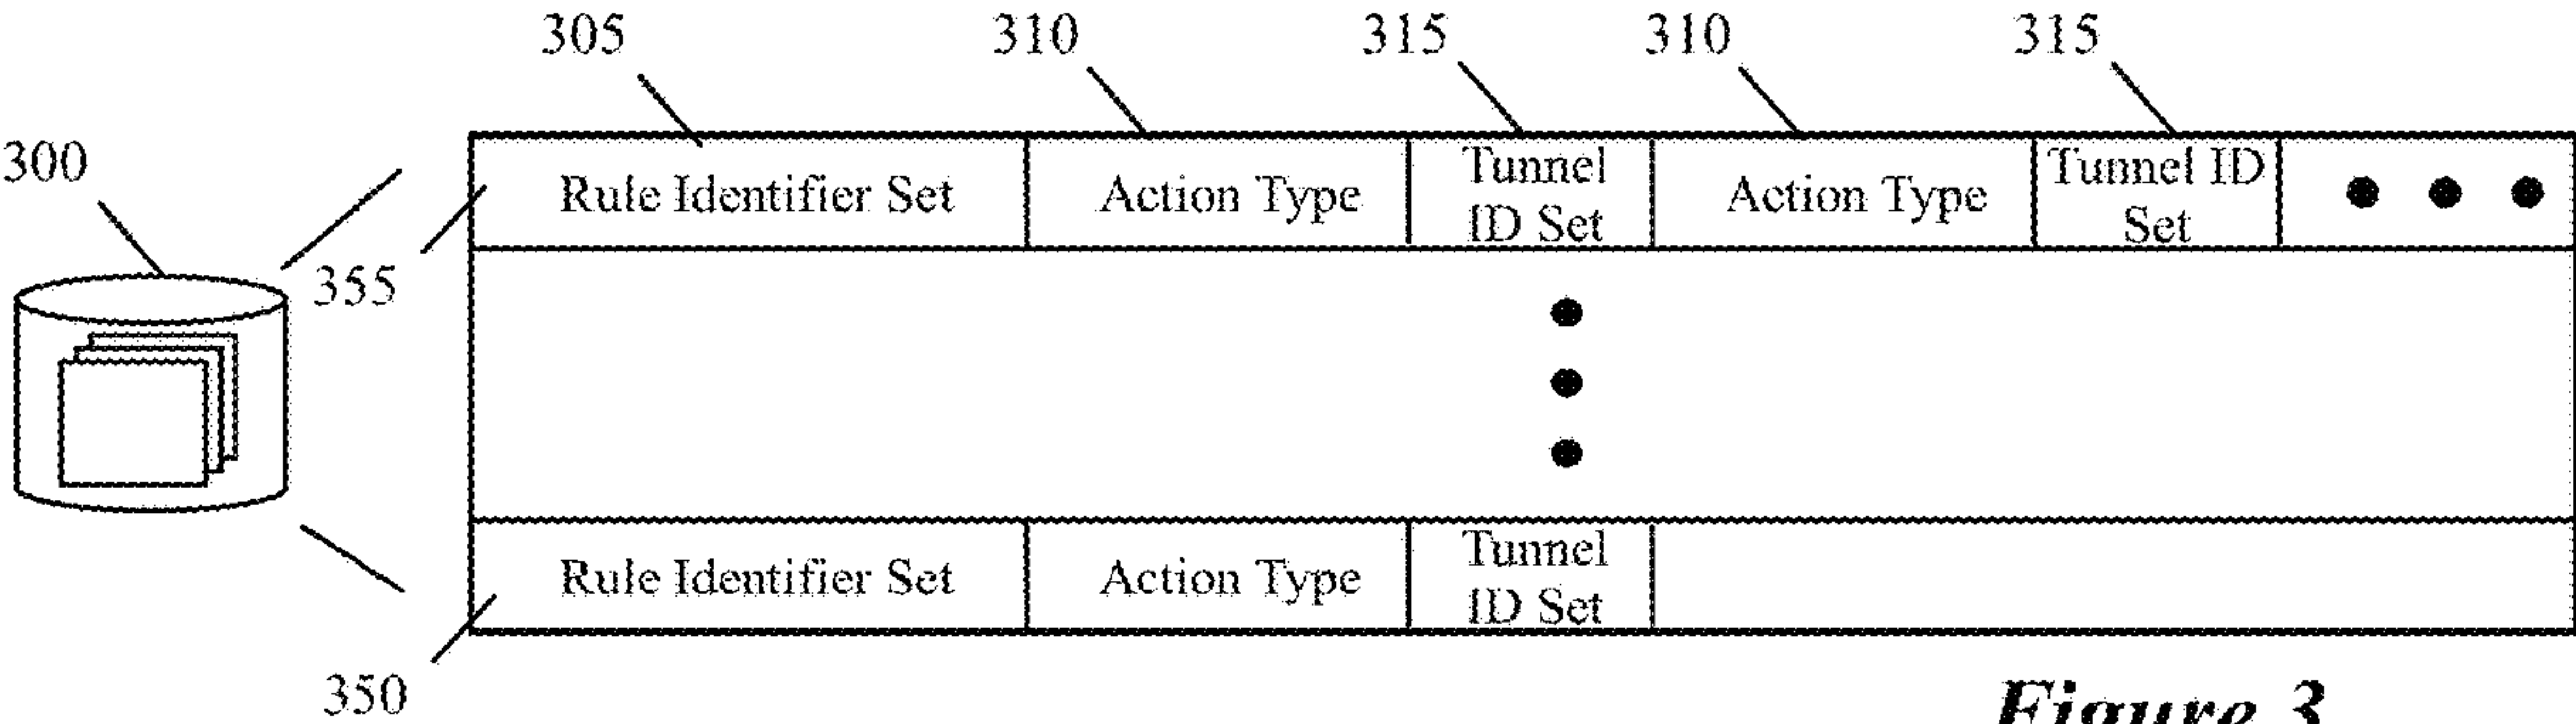 305 310 315 310 315
300
Rule Identifier Set Action Type Tunnel ID Set Action Type Tunnel ID Set
355
Rule Identifier Set Action Type Tunnel ID Set
350
Figure 3